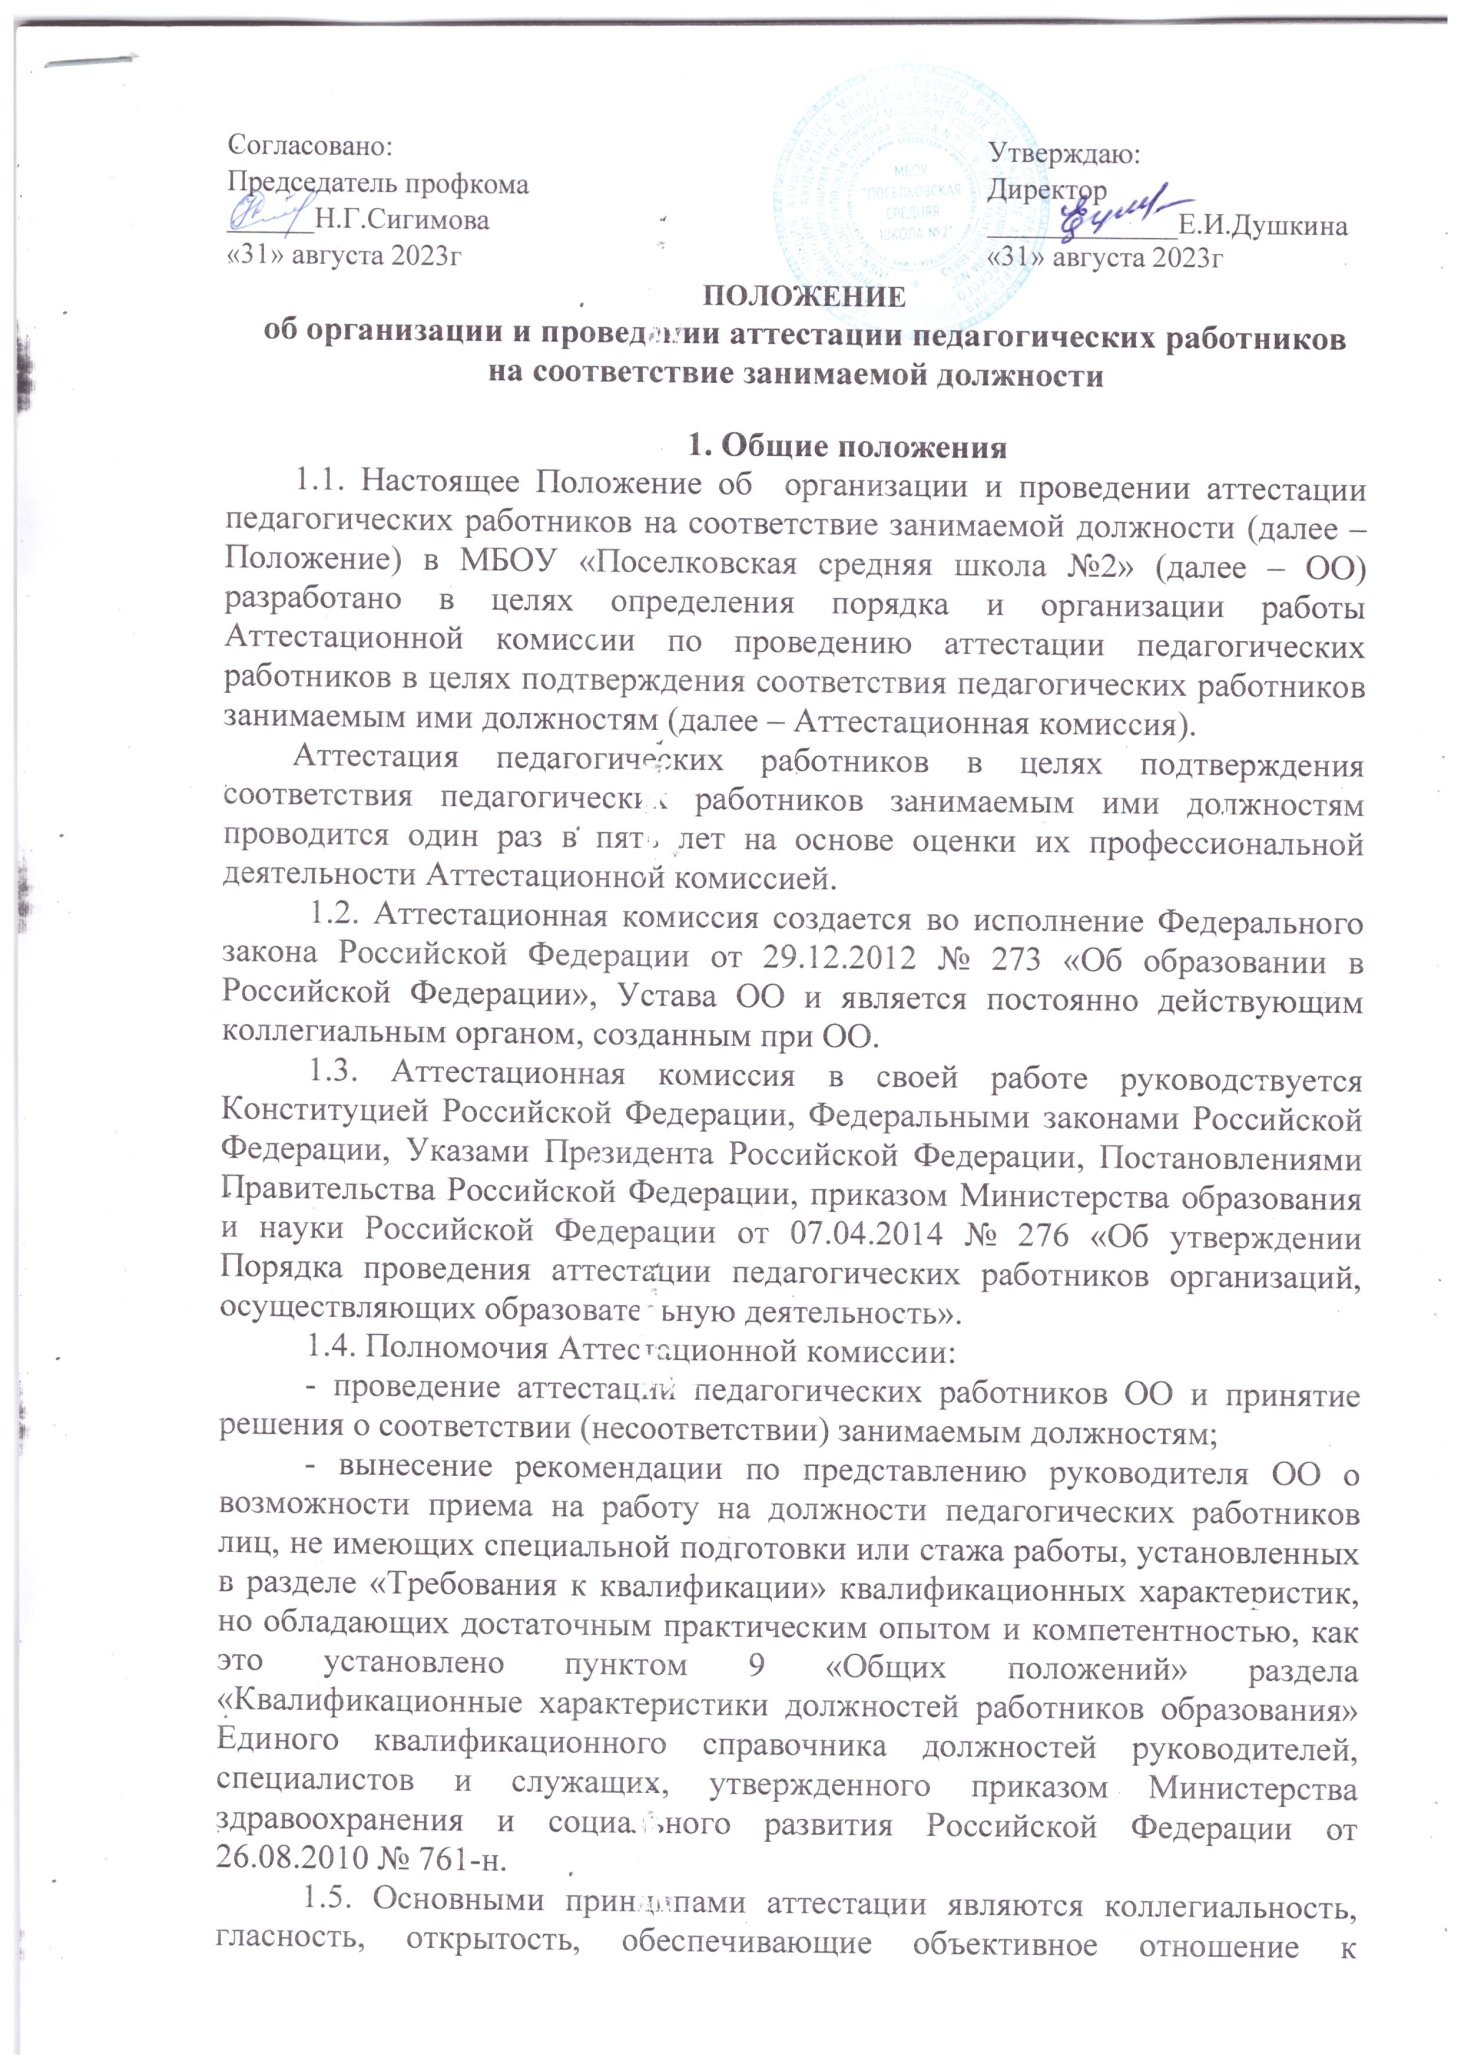 Согласовано:
Председатель профкома
______Н.Г.Сигимова
«31» августа 2023г
МБОУ
"ПОСЕЛКОВСКАЯ
СРЕДНЯЯ
ШКОЛА №2"
Утверждаю:
Директор
_____________Е.И.Душкина
«31» августа 2023г
ПОЛОЖЕНИЕ
об организации и проведении аттестации педагогических работников
на соответствие занимаемой должности
1. Общие положения
1.1. Настоящее Положение об организации и проведении аттестации
педагогических работников на соответствие занимаемой должности (далее –
Положение) в МБОУ «Поселковская средняя школа №2» (далее – ОО)
разработано в целях определения порядка и организации работы
Аттестационной комиссии по проведению аттестации педагогических
работников в целях подтверждения соответствия педагогических работников
занимаемым ими должностям (далее – Аттестационная комиссия).
Аттестация педагогических работников в целях подтверждения
соответствия педагогических работников занимаемым ими должностям
проводится один раз в пять лет на основе оценки их профессиональной
деятельности Аттестационной комиссией.
1.2. Аттестационная комиссия создается во исполнение Федерального
закона Российской Федерации от 29.12.2012 № 273 «Об образовании в
Российской Федерации», Устава ОО и является постоянно действующим
коллегиальным органом, созданным при ОО.
1.3. Аттестационная комиссия в своей работе руководствуется
Конституцией Российской Федерации, Федеральными законами Российской
Федерации, Указами Президента Российской Федерации, Постановлениями
Правительства Российской Федерации, приказом Министерства образования
и науки Российской Федерации от 07.04.2014 № 276 «Об утверждении
Порядка проведения аттестации педагогических работников организаций,
осуществляющих образовательную деятельность».
1.4. Полномочия Аттестационной комиссии:
- проведение аттестации педагогических работников ОО и принятие
решения о соответствии (несоответствии) занимаемым должностям;
- вынесение рекомендации по представлению руководителя ОО о
возможности приема на работу на должности педагогических работников
лиц, не имеющих специальной подготовки или стажа работы, установленных
в разделе «Требования к квалификации» квалификационных характеристик,
но обладающих достаточным практическим опытом и компетентностью, как
это установлено пунктом 9 «Общих положений» раздела
«Квалификационные характеристики должностей работников образования»
Единого квалификационного справочника должностей руководителей,
специалистов и служащих, утвержденного приказом Министерства
здравоохранения и социального развития Российской Федерации от
26.08.2010 № 761-н.
1.5. Основными принципами аттестации являются коллегиальность,
гласность, открытость, обеспечивающие объективное отношение к